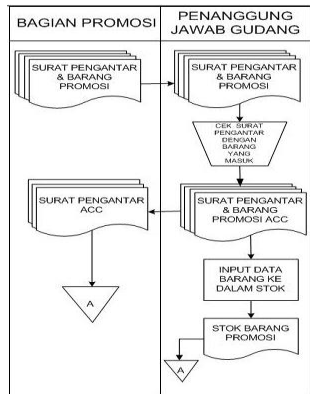 BAGIAN PROMOSI
PENANGGUNG
JAWAB GUDANG
SURAT PENGANTAR
& BARANG
PROMOSI
SURAT PENGANTAR
& BARANG
PROMOSI
CEK SURAT
PENGANTAR
DENGAN
BARANG
YANG
MASUK
SURAT PENGANTAR
ACC
SURAT PENGANTAR
& BARANG
PROMOSI ACC
INPUT DATA
BARANG KE
DALAM STOK
A
STOK BARANG
PROMOSI
A